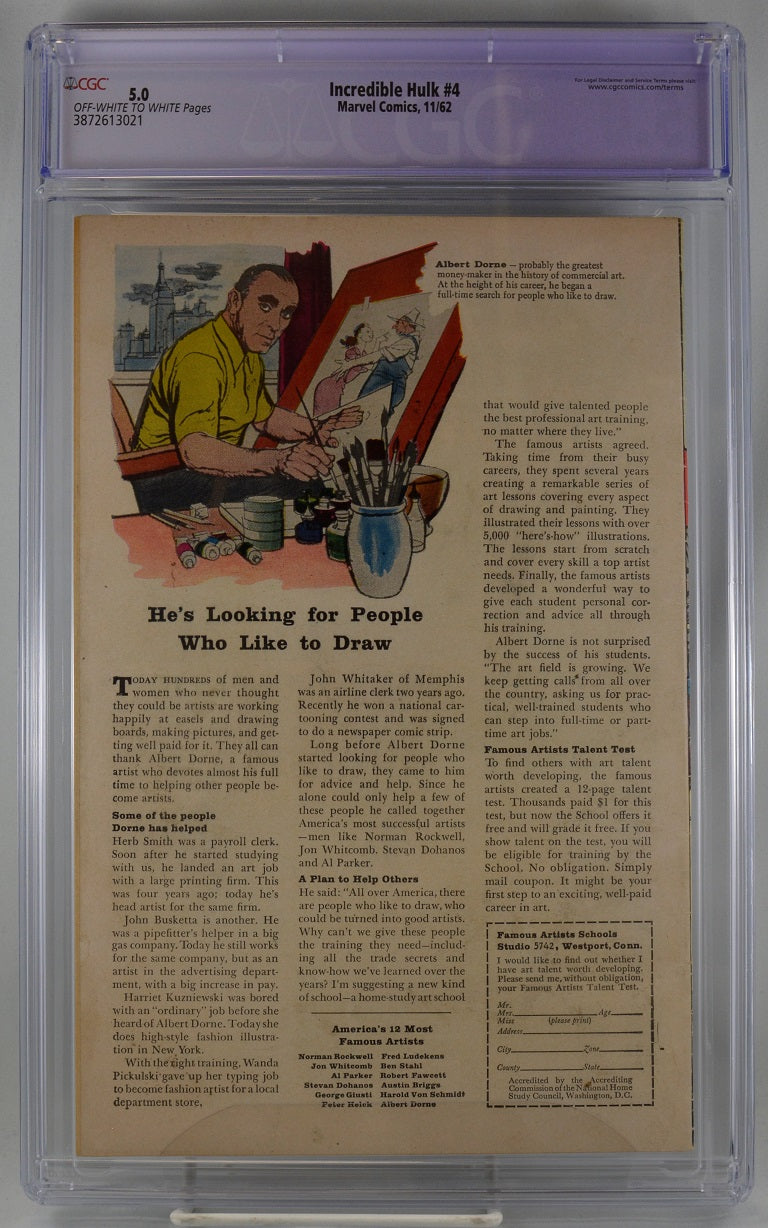 CGC
5.0
OFF-WHITE TO WHITE Pages
3872613021
Incredible Hulk #4
Marvel Comics, 11/62
For Legal Disclaimer and Service Terms please visit:
www.cgccomics.com/terms
CGC
Albert Dorne — probably the greatest
money-maker in the history of commercial art.
At the height of his career, he began a
full-time search for people who like to draw.
He's Looking for People
Who Like to Draw
TODAY HUNDREDS of men and
women who never thought
they could be artists are working
happily at easels and drawing
boards, making pictures, and get-
ting well paid for it. They all can
thank Albert Dorne, a famous
artist who devotes almost his full
time to helping other people be-
come artists.
Some of the people
Dorne has helped
Herb Smith was a payroll clerk.
Soon after he started studying
with us, he landed an art job
with a large printing firm. This
was four years ago; today he's
head artist for the same firm.
John Busketta is another. He
was a pipefitter's helper in a big
gas company. Today he still works
for the same company, but as an
artist in the advertising depart-
ment, with a big increase in pay.
Harriet Kuzniewski was bored
with an "ordinary" job before she
heard of Albert Dorne. Today she
does high-style fashion illustra-
tion in New York.
With the right training, Wanda
Pickulski gave up her typing job
to become fashion artist for a local
department store,
John Whitaker of Memphis
was an airline clerk two years ago.
Recently he won a national car-
tooning contest and was signed
to do a newspaper comic strip.
Long before Albert Dorne
started looking for people who
like to draw, they came to him
for advice and help. Since he
alone could only help a few of
these people he called together
America's most successful artists
—men like Norman Rockwell,
Jon Whitcomb, Stevan Dohanos
and Al Parker.
A Plan to Help Others
He said: "All over America, there
are people who like to draw, who
could be turned into good artists.
Why can't we give these people
the training they need—includ-
ing all the trade secrets and
know-how we've learned over the
years? I'm suggesting a new kind
of school—a home-study art school
America's 12 Most
Famous Artists
Norman Rockwell Fred Ludekens
Jon Whitcomb Ben Stahl
Al Parker Robert Fawcett
Stevan Dohanos Austin Briggs
George Giusti Harold Von Schmidt
Peter Helck Albert Dorne
that would give talented people
the best professional art training,
no matter where they live."
The famous artists agreed.
Taking time from their busy
careers, they spent several years
creating a remarkable series of
art lessons covering every aspect
of drawing and painting. They
illustrated their lessons with over
5,000 "here's-how" illustrations.
The lessons start from scratch
and cover every skill a top artist
needs. Finally, the famous artists
developed a wonderful way to
give each student personal cor-
rection and advice all through
his training.
Albert Dorne is not surprised
by the success of his students.
"The art field is growing. We
keep getting calls from all over
the country, asking us for prac-
tical, well-trained students who
can step into full-time or part-
time art jobs."
Famous Artists Talent Test
To find others with art talent
worth developing, the famous
artists created a 12-page talent
test. Thousands paid $1 for this
test, but now the School offers it
free and will grade it free. If you
show talent on the test, you will
be eligible for training by the
School. No obligation. Simply
mail coupon. It might be your
first step to an exciting, well-paid
career in art.
Famous Artists Schools
Studio 5742, Westport, Conn.
I would like to find out whether I
have art talent worth developing.
Please send me, without obligation,
your Famous Artists Talent Test.
Mr.
Mrs. Age
Miss (please print)
Address
City Zone
County State
Accredited by the Accrediting
Commission of the National Home
Study Council, Washington, D.C.